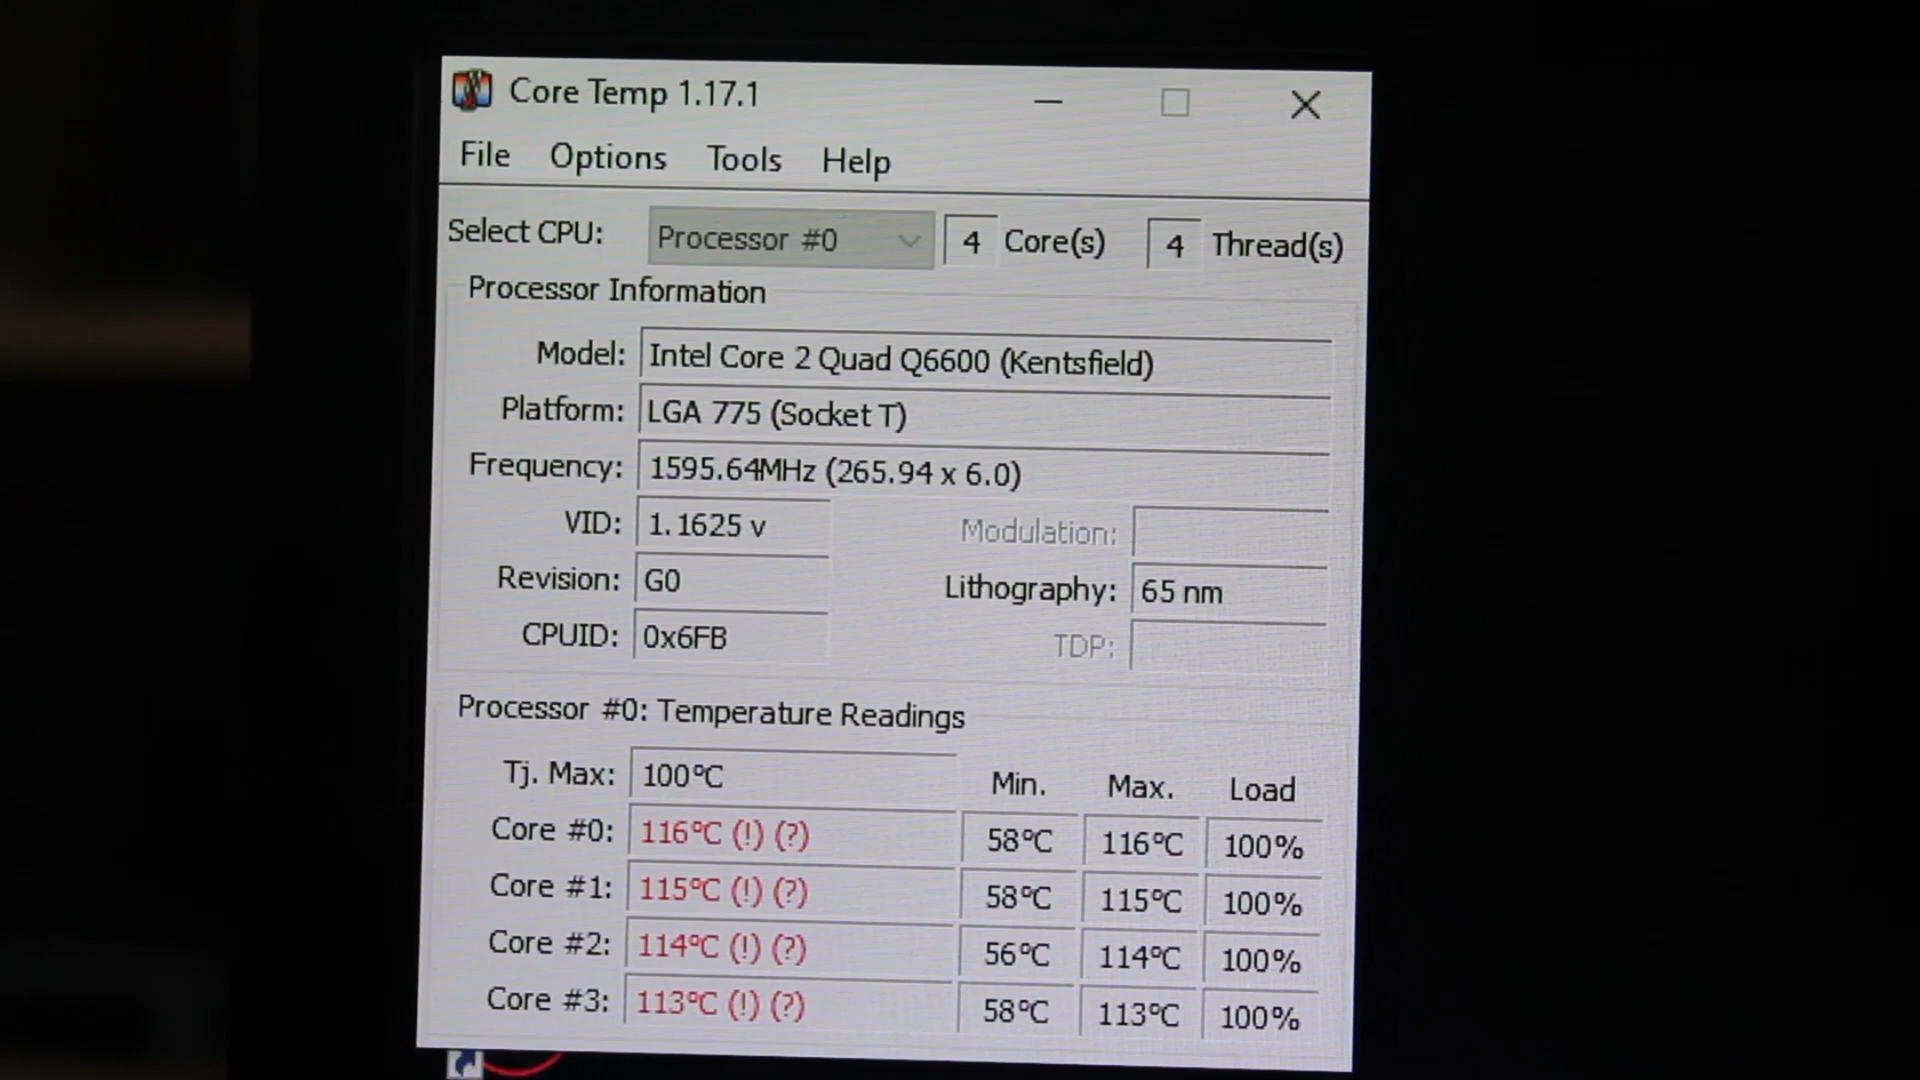 Core Temp 1.17.1
File Options Tools Help
Select CPU: Processor #0 4 Core(s) 4 Thread(s)
Processor Information
Model: Intel Core 2 Quad Q6600 (Kentsfield)
Platform: LGA 775 (Socket T)
Frequency: 1595.64MHz (265.94 x 6.0)
VID: 1.1625 v Modulation:
Revision: G0 Lithography: 65 nm
CPUID: 0x6FB TDP:
Processor #0: Temperature Readings
Tj. Max: 100°C Min. Max. Load
Core #0: 116°C (!) (?) 58°C 116°C 100%
Core #1: 115°C (!) (?) 58°C 115°C 100%
Core #2: 114°C (!) (?) 56°C 114°C 100%
Core #3: 113°C (!) (?) 58°C 113°C 100%